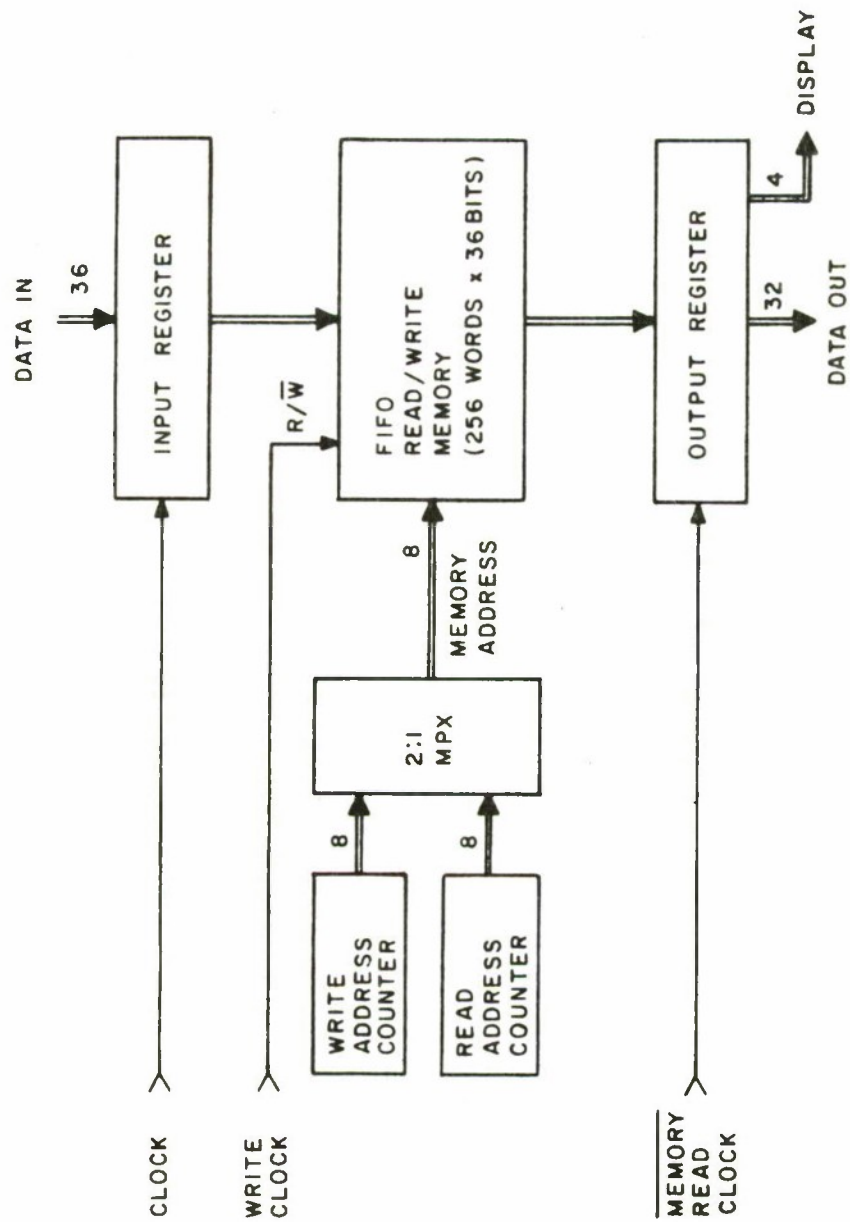 DATA IN
36
CLOCK
INPUT REGISTER
WRITE
CLOCK
R/W̅
WRITE
ADDRESS
COUNTER
8
READ
ADDRESS
COUNTER
8
2:1
MPX
8
MEMORY
ADDRESS
FIFO
READ/WRITE
MEMORY
(256 WORDS x 36 BITS)
M̅E̅M̅O̅R̅Y̅
READ
CLOCK
OUTPUT REGISTER
32
4
DATA OUT
DISPLAY